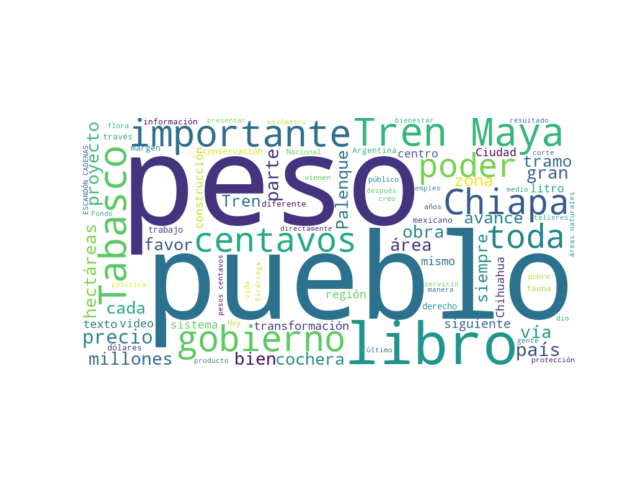 flora
información
presentar
kilómetro
bienestar
resultado
través
margen
importante
Tren Maya
ESCANDÓN CADENAS
proyecto
conservación
Nacional
Argentina
centro
Ciudad
corte
peso
construcción
parte
vienen
Palenque
poder
tramo
gran
Tabasco
Tren
diferente
después
creo
público
empleo
zona
medio
litro
áreas naturales
Fondo
hectáreas
trabajo
directamente
años
mexicano
Chiapa
avance
talleres
favor
centavos
obra
área
siempre
toda
pueblo
mismo
Chihuahua
pobre
fauna
cada
política
pesos centavos
vida
Escárcega
región
servicio
manera
derecho
dio
texto
video
sistema
Hoy
transformación
siguiente
vía
precio
gobierno
libro
gente
país
dólares
millones
producto
bien
cochera
último
protección